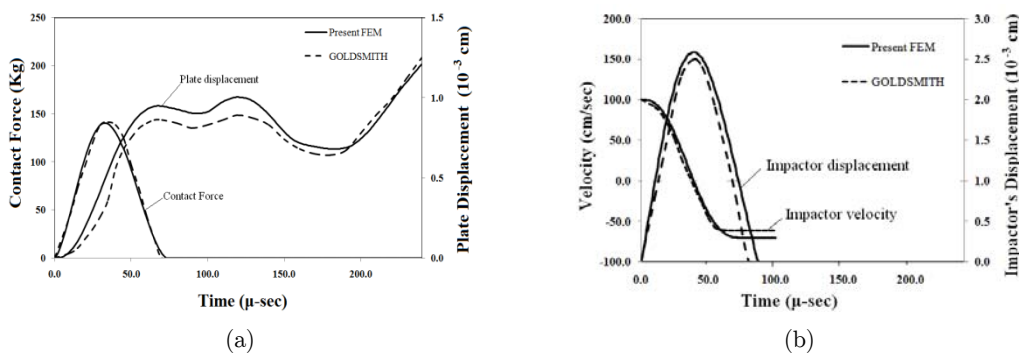 250
200
150
100
50
0
Contact Force (Kg)
1.5
1.0
0.5
0.0
Plate Displacement (10⁻³ cm)
Present FEM
GOLDSMITH
Plate displacement
Contact Force
0.0 50.0 100.0 150.0 200.0
Time (μ-sec)
(a)
200.0
150.0
100.0
50.0
0.0
-50.0
-100.0
Velocity (cm/sec)
3.0
2.5
2.0
1.5
1.0
0.5
0.0
Impactor's Displacement (10⁻³ cm)
Present FEM
GOLDSMITH
Impactor displacement
Impactor velocity
0.0 50.0 100.0 150.0 200.0
Time (μ-sec)
(b)